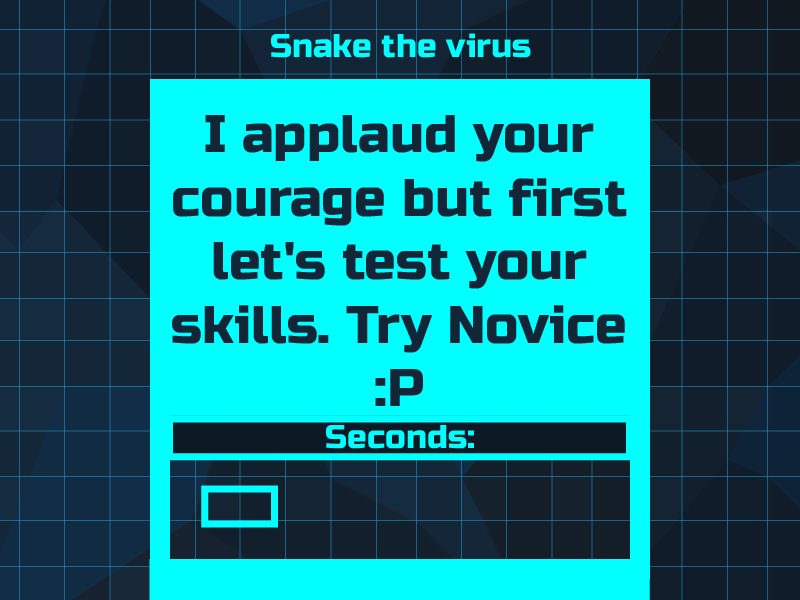 Snake the virus
I applaud your
courage but first
let's test your
skills. Try Novice
:P
Seconds: